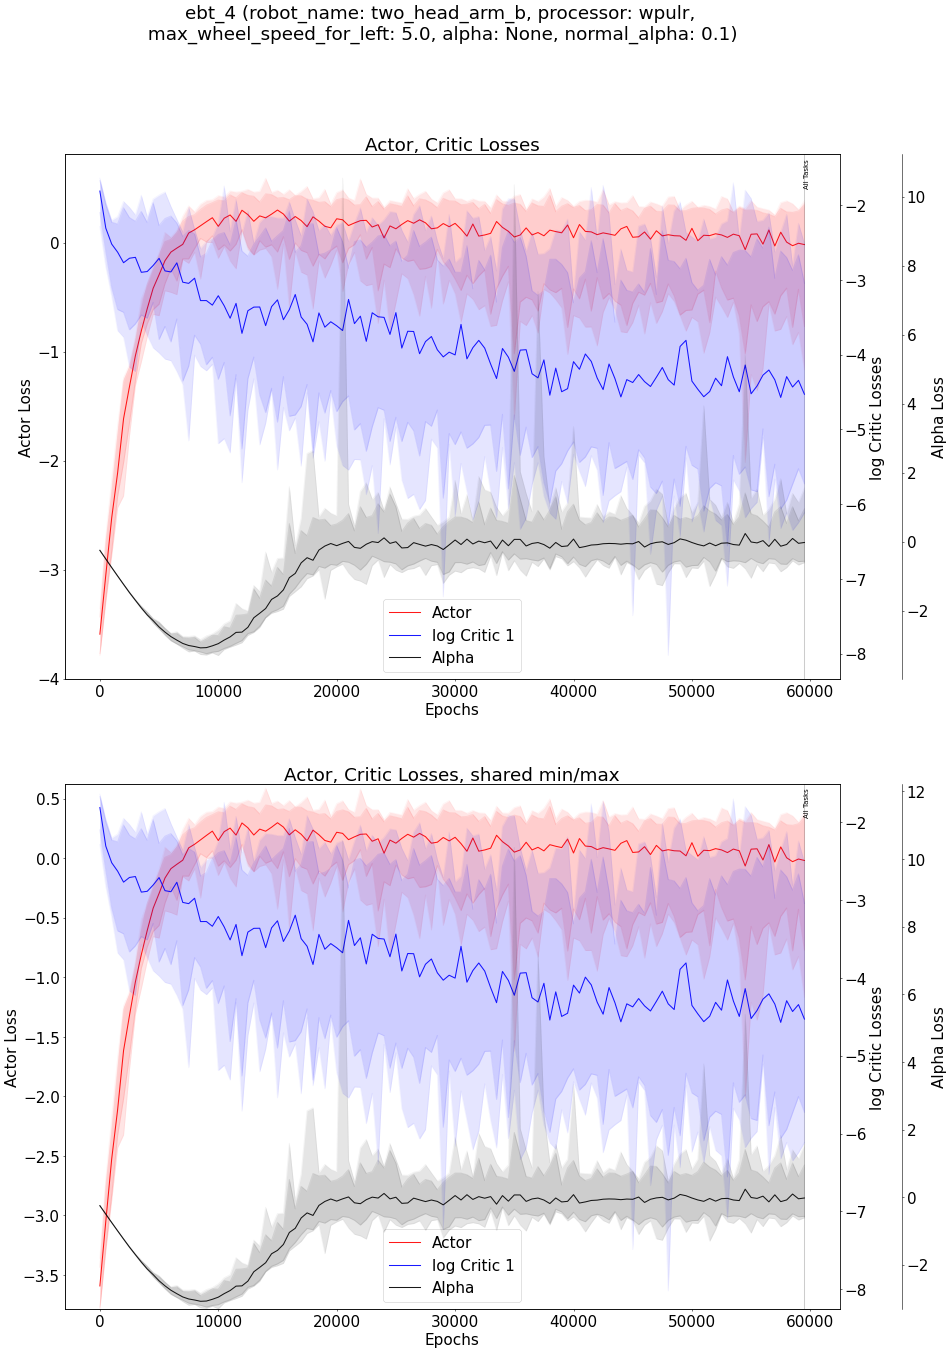 ebt_4 (robot_name: two_head_arm_b, processor: wpulr,
max_wheel_speed_for_left: 5.0, alpha: None, normal_alpha: 0.1)
Actor, Critic Losses
All Tasks
0
−1
−2
−3
−4
Actor Loss
−2
−3
−4
−5
−6
−7
−8
log Critic Losses
10
8
6
4
2
0
−2
Alpha Loss
Actor
log Critic 1
Alpha
0 10000 20000 30000 40000 50000 60000
Epochs
Actor, Critic Losses, shared min/max
All Tasks
0.5
0.0
−0.5
−1.0
−1.5
−2.0
−2.5
−3.0
−3.5
Actor Loss
−2
−3
−4
−5
−6
−7
−8
log Critic Losses
12
10
8
6
4
2
0
−2
Alpha Loss
Actor
log Critic 1
Alpha
0 10000 20000 30000 40000 50000 60000
Epochs